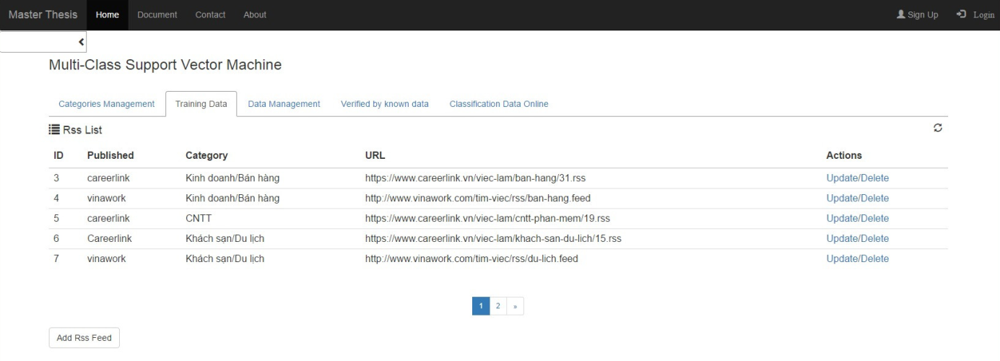 Master Thesis Home Document Contact About Sign Up Login
Multi-Class Support Vector Machine
Categories Management Training Data Data Management Verified by known data Classification Data Online
Rss List
ID Published Category URL Actions
3 careerlink Kinh doanh/Bán hàng https://www.careerlink.vn/viec-lam/ban-hang/31.rss Update/Delete
4 vinawork Kinh doanh/Bán hàng http://www.vinawork.com/tim-viec/rss/ban-hang.feed Update/Delete
5 careerlink CNTT https://www.careerlink.vn/viec-lam/cntt-phan-mem/19.rss Update/Delete
6 Careerlink Khách sạn/Du lịch https://www.careerlink.vn/viec-lam/khach-san-du-lich/15.rss Update/Delete
7 vinawork Khách sạn/Du lịch http://www.vinawork.com/tim-viec/rss/du-lich.feed Update/Delete
1 2 »
Add Rss Feed